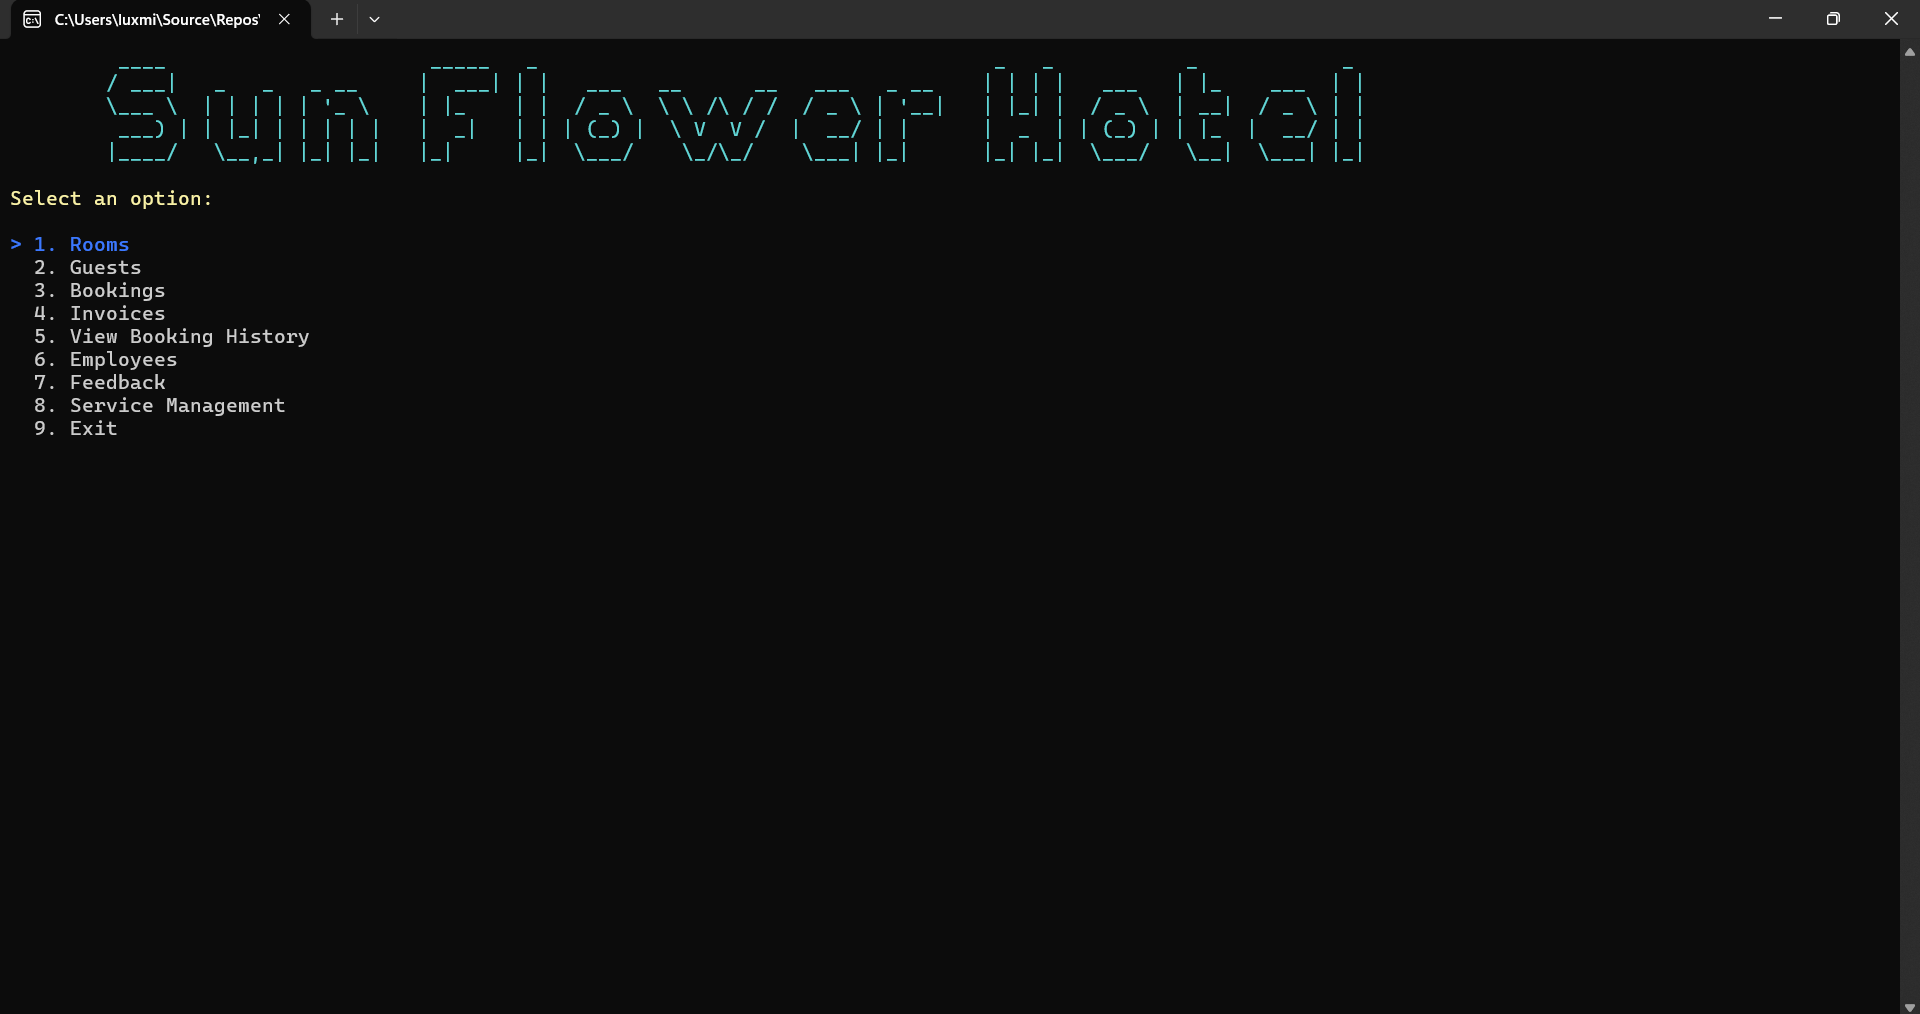 C:\Users\luxmi\Source\Repos\
Sun Flower Hotel
Select an option:
> 1. Rooms
2. Guests
3. Bookings
4. Invoices
5. View Booking History
6. Employees
7. Feedback
8. Service Management
9. Exit